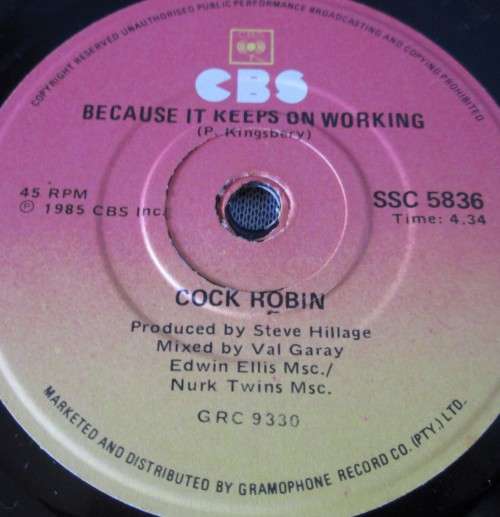 COPYRIGHT RESERVED UNAUTHORISED PUBLIC PERFORMANCE BROADCASTING AND COPYING PROHIBITED
CBS
BECAUSE IT KEEPS ON WORKING
(P. Kingsbery)
45 RPM
℗ 1985 CBS Inc.
SSC 5836
Time: 4.34
COCK ROBIN
Produced by Steve Hillage
Mixed by Val Garay
Edwin Ellis Msc./
Nurk Twins Msc.
GRC 9330
MARKETED AND DISTRIBUTED BY GRAMOPHONE RECORD CO. (PTY.) LTD.